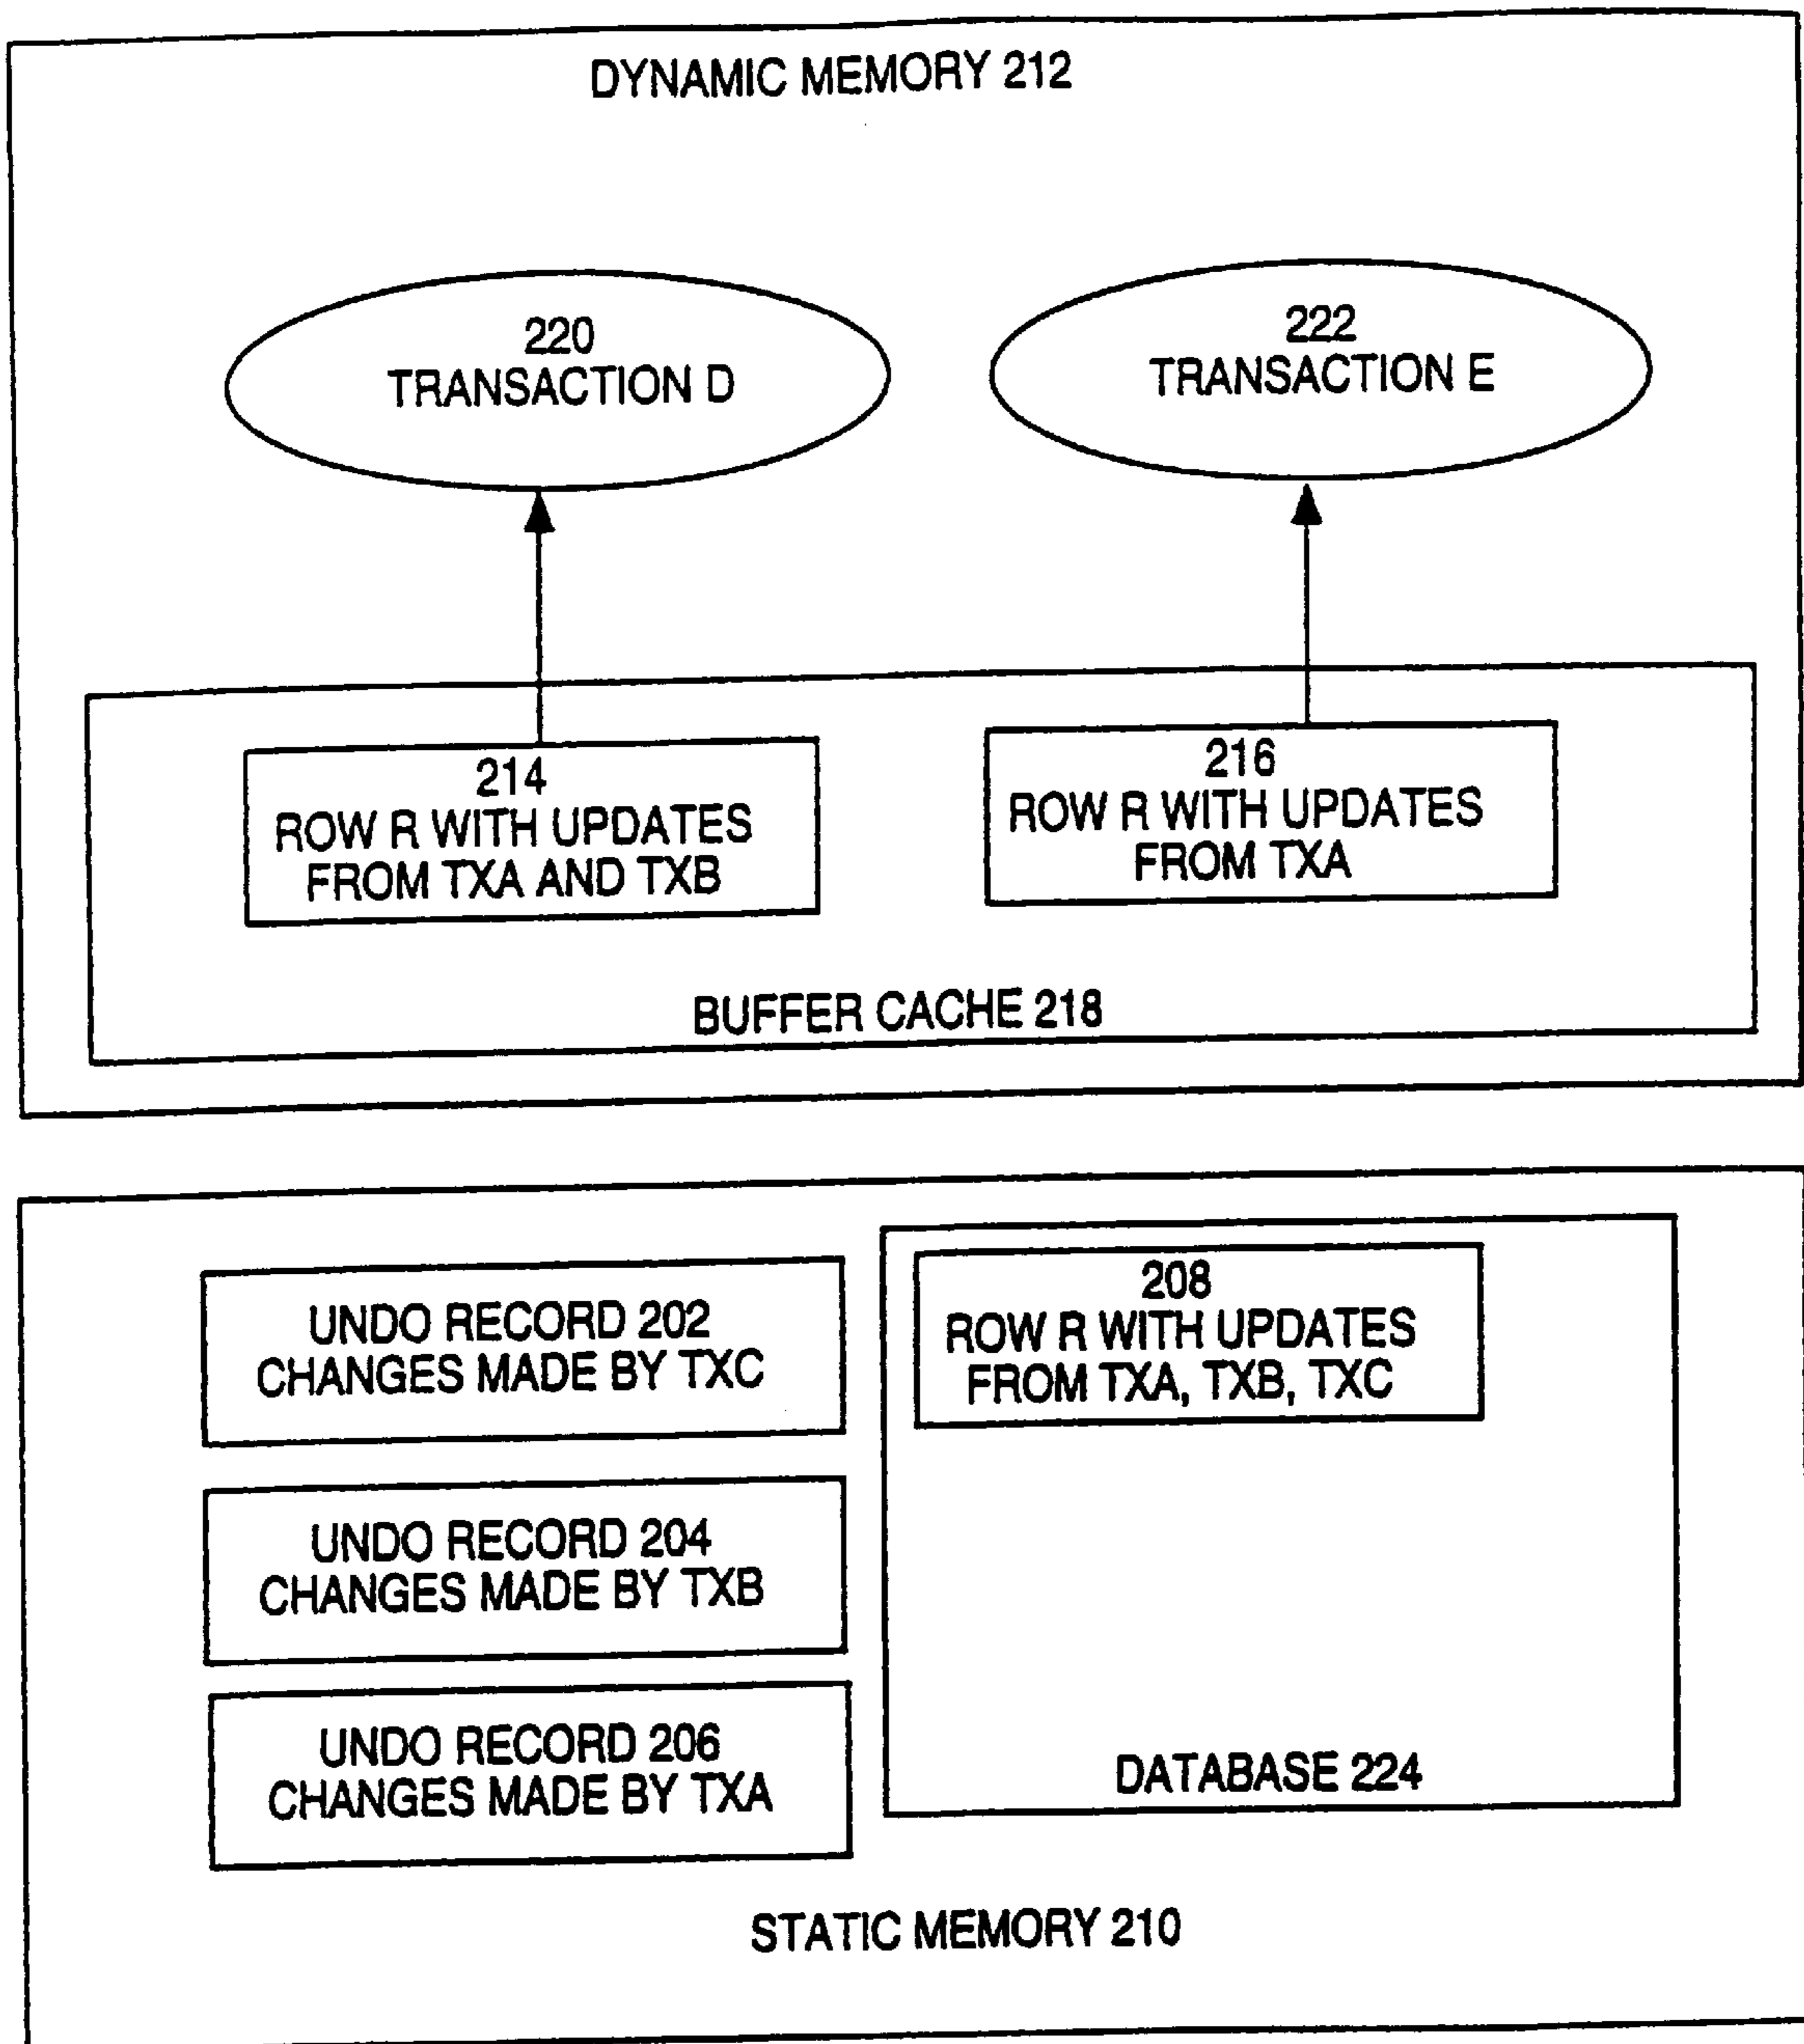 DYNAMIC MEMORY 212
220
TRANSACTION D
222
TRANSACTION E
214
ROW R WITH UPDATES
FROM TXA AND TXB
216
ROW R WITH UPDATES
FROM TXA
BUFFER CACHE 218
UNDO RECORD 202
CHANGES MADE BY TXC
208
ROW R WITH UPDATES
FROM TXA, TXB, TXC
UNDO RECORD 204
CHANGES MADE BY TXB
UNDO RECORD 206
CHANGES MADE BY TXA
DATABASE 224
STATIC MEMORY 210